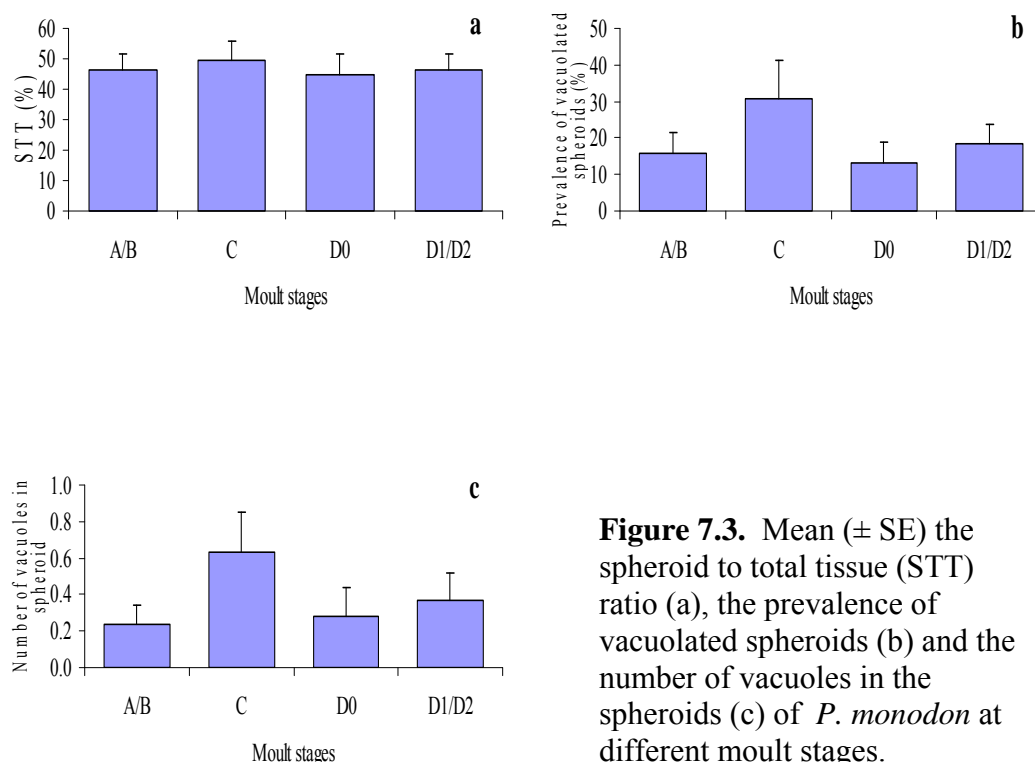 a
60
50
40
30
20
10
0
STT (%)
A/B C D0 D1/D2
Moult stages
b
50
40
30
20
10
0
Prevalence of vacuolated
spheroids (%)
A/B C D0 D1/D2
Moult stages
c
1.0
0.8
0.6
0.4
0.2
0.0
Number of vacuoles in
spheroid
A/B C D0 D1/D2
Moult stages
Figure 7.3. Mean (± SE) the
spheroid to total tissue (STT)
ratio (a), the prevalence of
vacuolated spheroids (b) and the
number of vacuoles in the
spheroids (c) of P. monodon at
different moult stages.